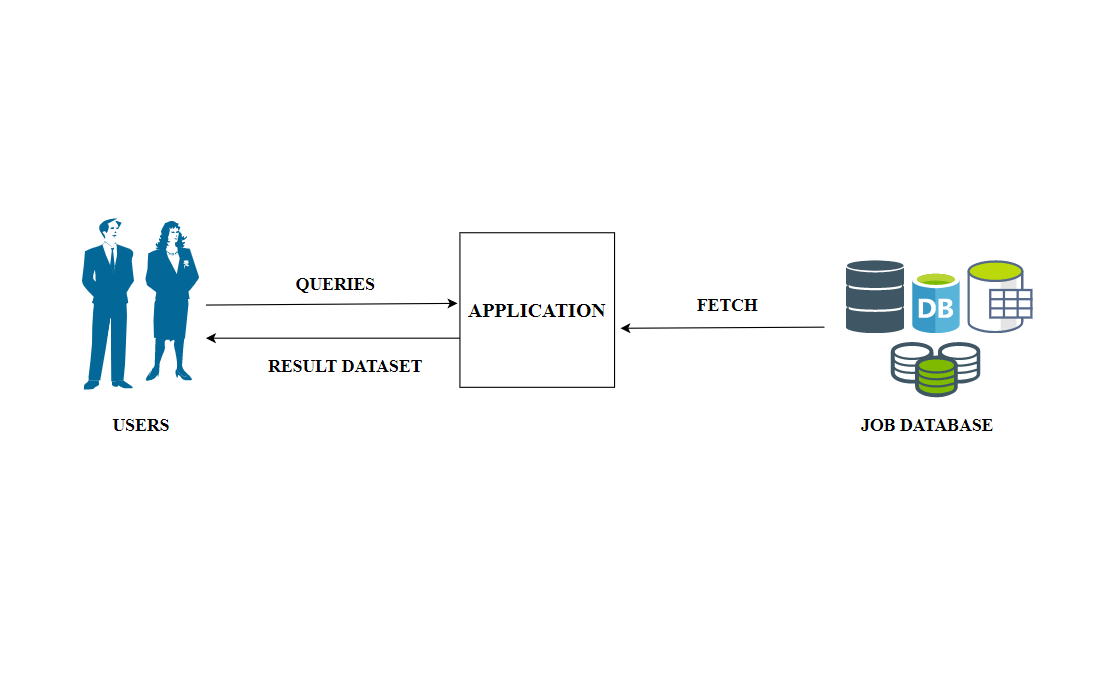 QUERIES
APPLICATION
FETCH
DB
RESULT DATASET
USERS
JOB DATABASE